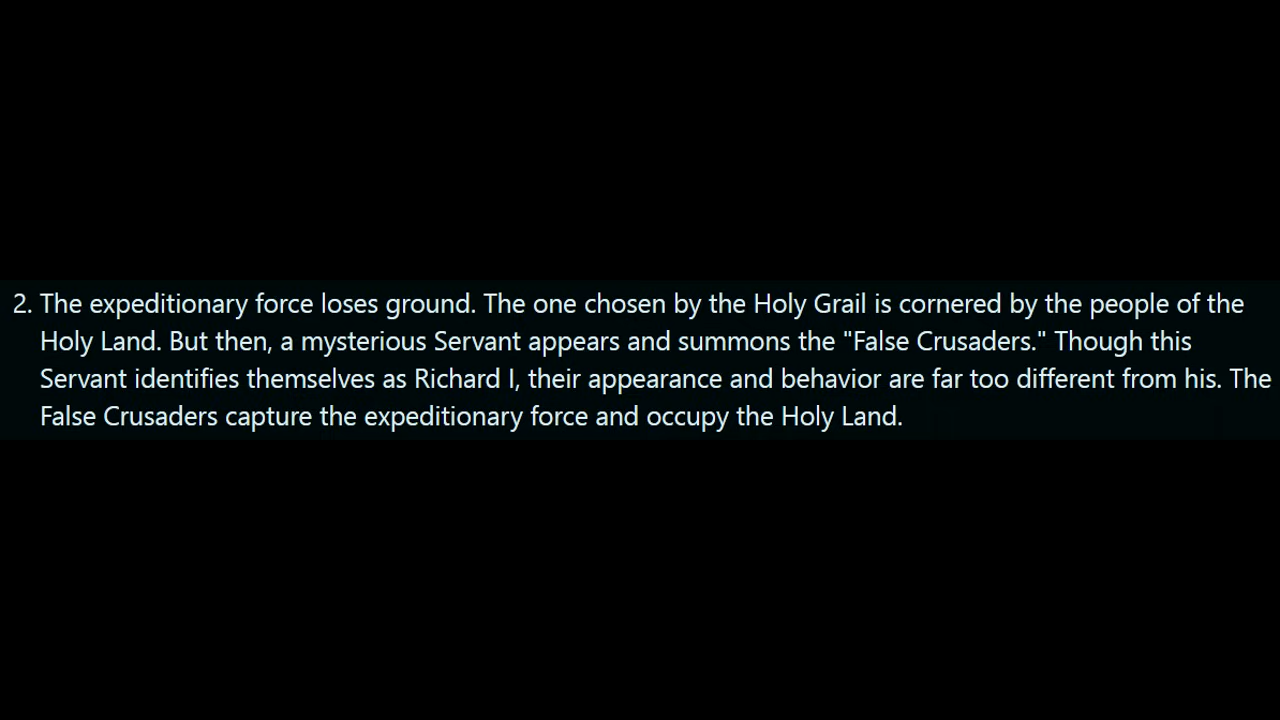 2. The expeditionary force loses ground. The one chosen by the Holy Grail is cornered by the people of the
Holy Land. But then, a mysterious Servant appears and summons the "False Crusaders." Though this
Servant identifies themselves as Richard I, their appearance and behavior are far too different from his. The
False Crusaders capture the expeditionary force and occupy the Holy Land.